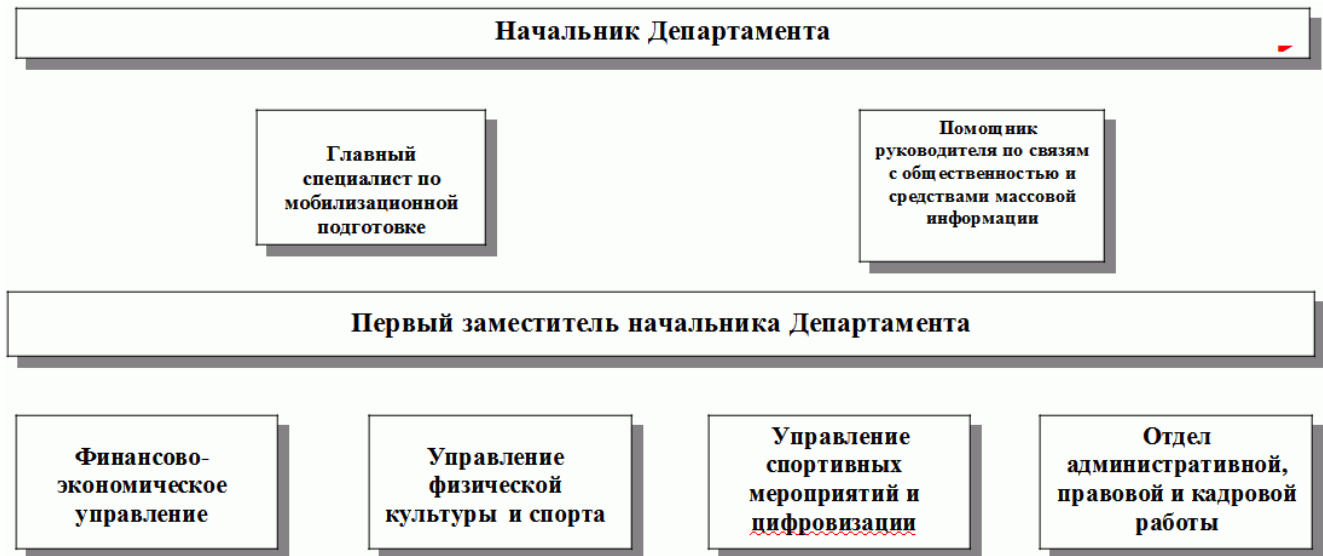 Начальник Департамента
Главный
специалист по
мобилизационной
подготовке
Помощник
руководителя по связям
с общественностью и
средствами массовой
информации
Первый заместитель начальника Департамента
Финансово-
экономическое
управление
Управление
физической
культуры и спорта
Управление
спортивных
мероприятий и
цифровизации
Отдел
административной,
правовой и кадровой
работы